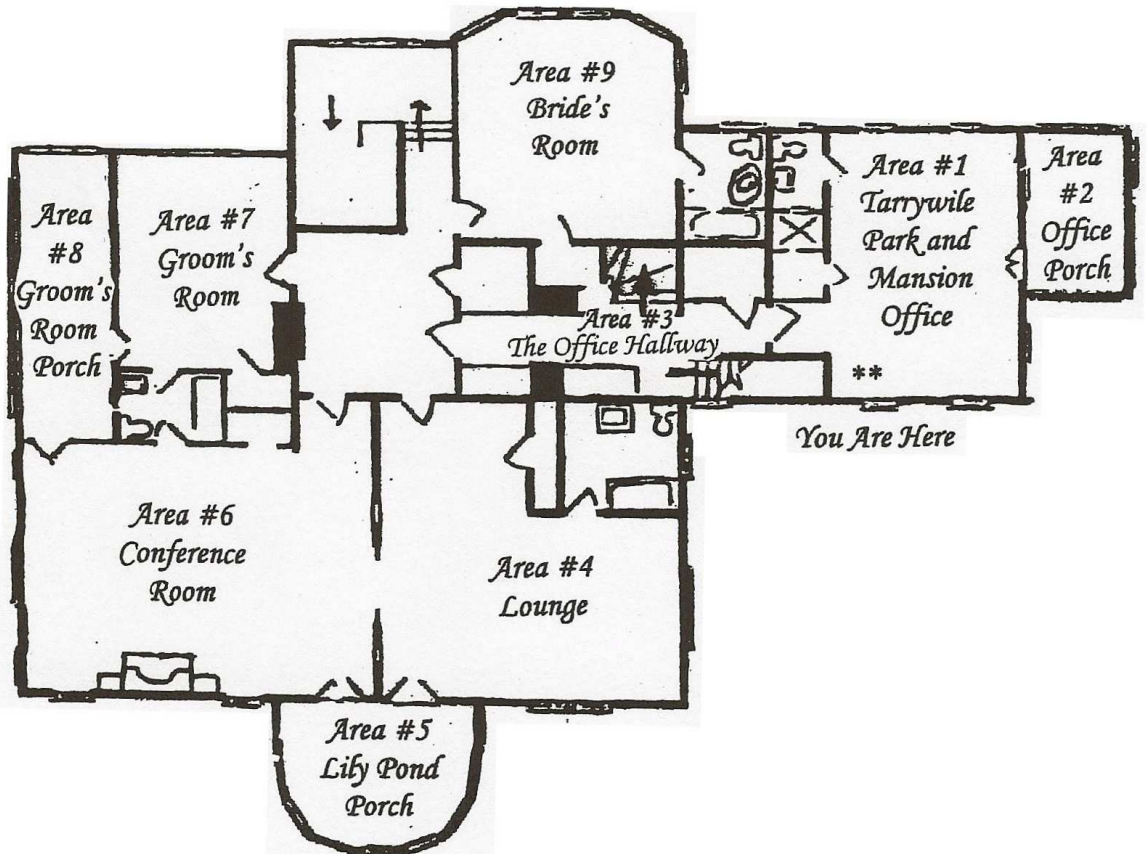 Area #9
Bride's
Room
Area #1
Tarrywile
Park and
Mansion
Office
Area
#2
Office
Porch
Area
#8
Groom's
Room
Porch
Area #7
Groom's
Room
Area #3
The Office Hallway
**
You Are Here
Area #6
Conference
Room
Area #4
Lounge
Area #5
Lily Pond
Porch